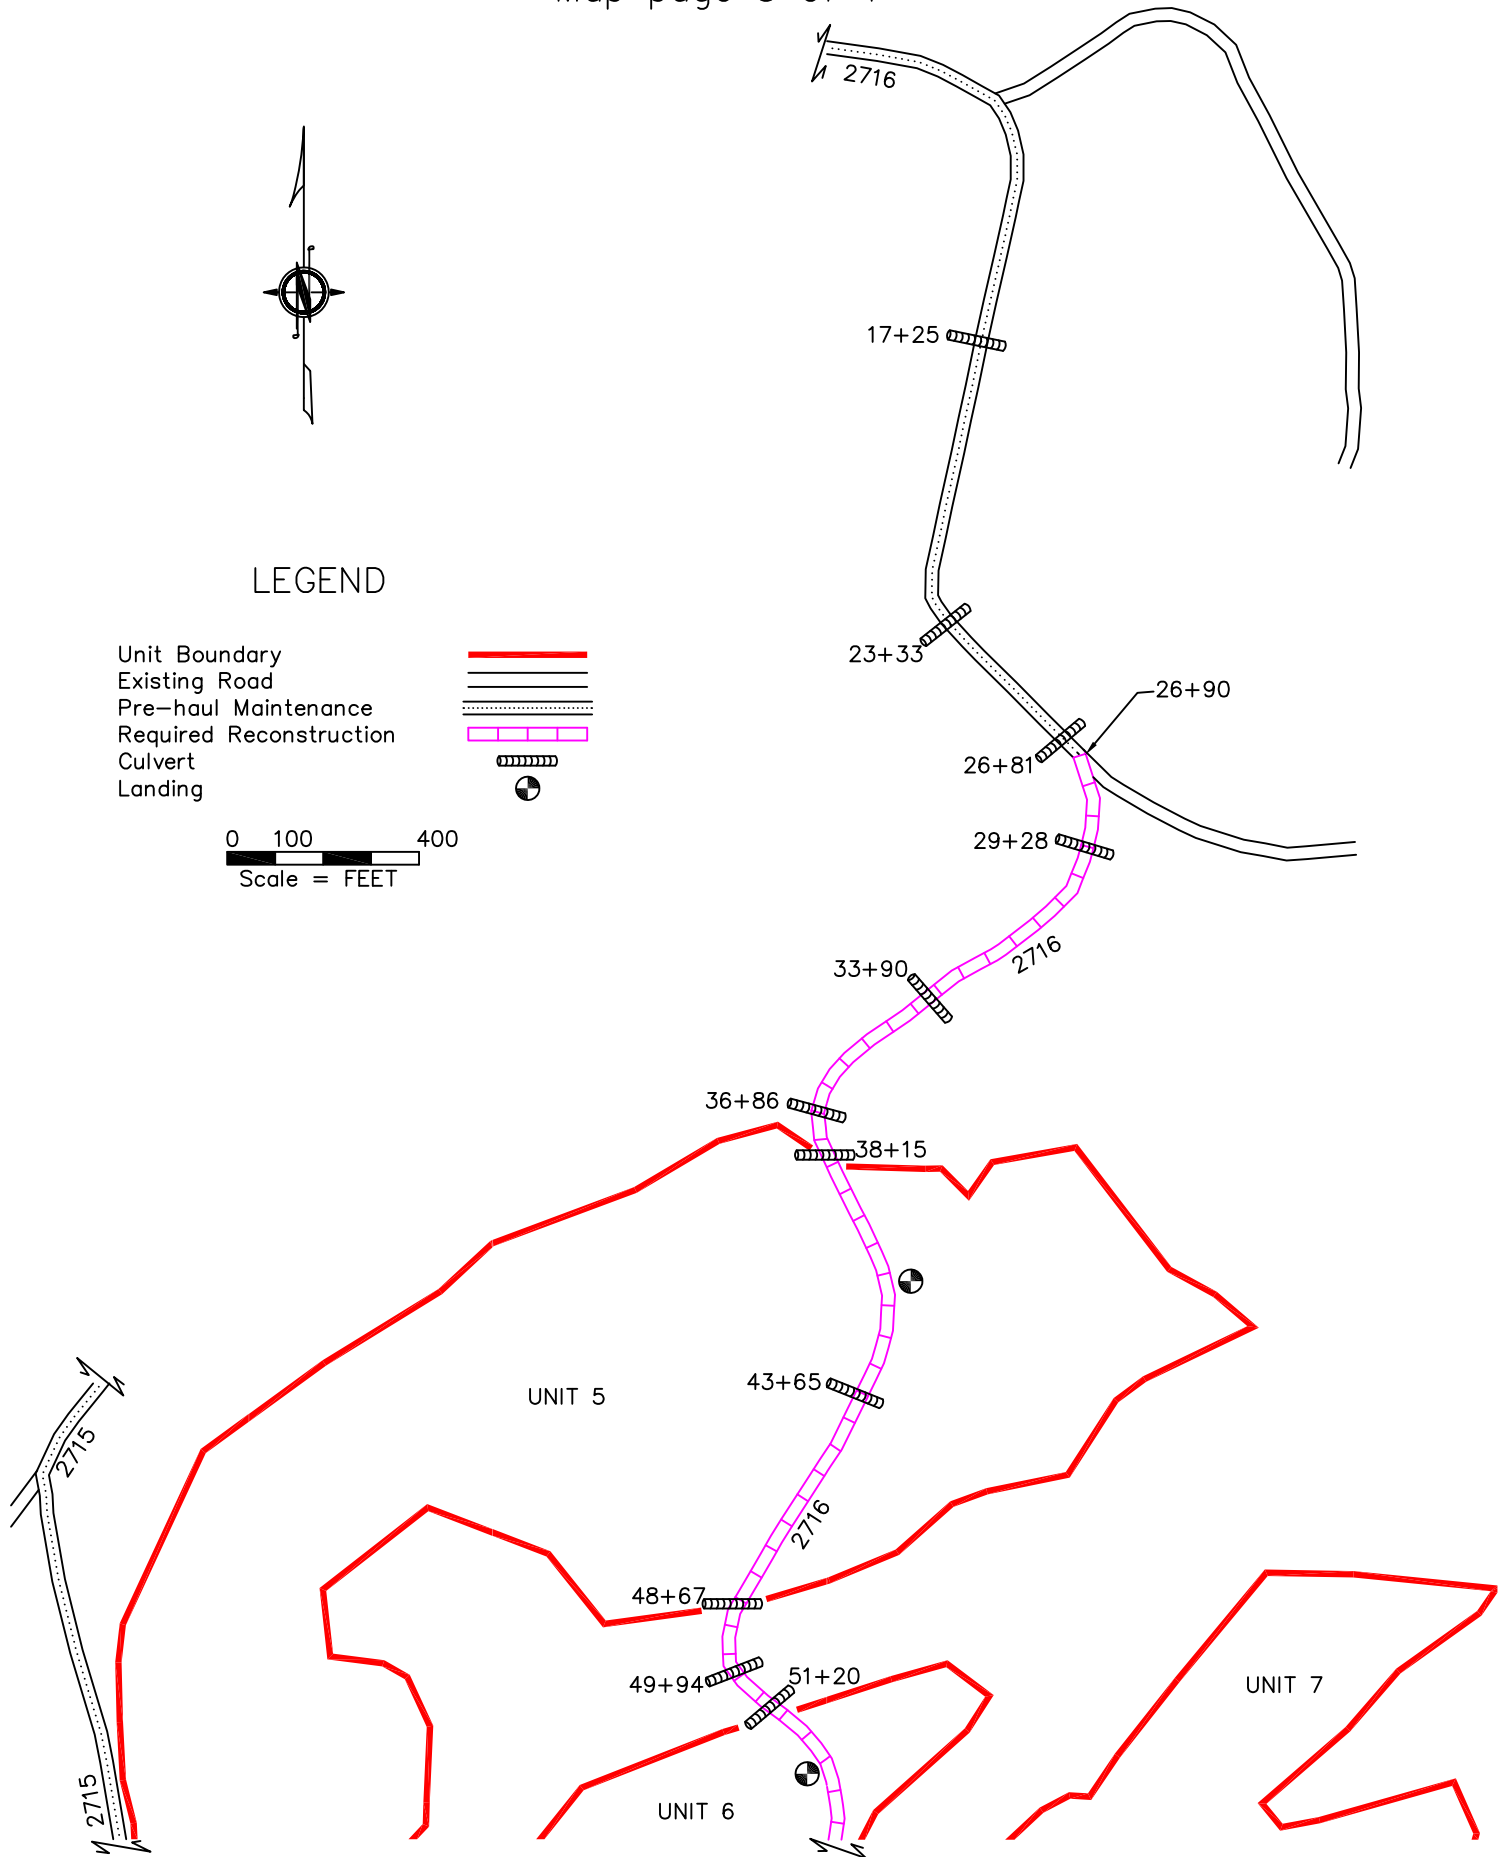 2716
17+25
LEGEND
23+33
Unit Boundary
Existing Road
Pre-haul Maintenance
Required Reconstruction
Culvert
Landing
26+90
26+81
0 100 400
Scale = FEET
29+28
2716
33+90
36+86
38+15
43+65
UNIT 5
2715
2716
48+67
49+94
51+20
UNIT 7
2715
UNIT 6